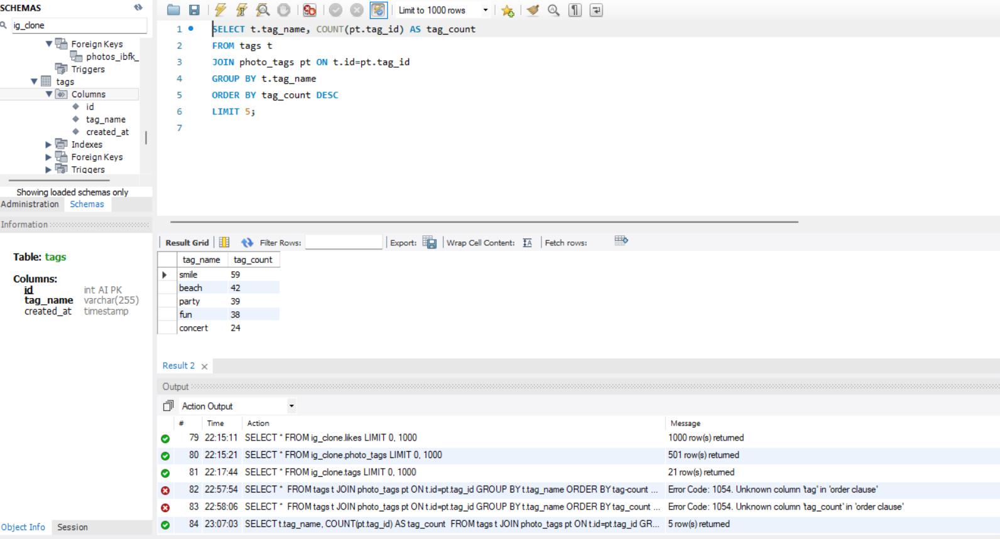 SCHEMAS
ig_clone
Foreign Keys
photos_ibfk_
Triggers
tags
Columns
id
tag_name
created_at
Indexes
Foreign Keys
Triggers
Showing loaded schemas only
Administration Schemas
Information
Table: tags
Columns:
id int AI PK
tag_name varchar(255)
created_at timestamp
Object Info Session
Limit to 1000 rows
1 SELECT t.tag_name, COUNT(pt.tag_id) AS tag_count
2 FROM tags t
3 JOIN photo_tags pt ON t.id=pt.tag_id
4 GROUP BY t.tag_name
5 ORDER BY tag_count DESC
6 LIMIT 5;
7
Result Grid Filter Rows: Export: Wrap Cell Content: Fetch rows:
tag_name tag_count
smile 59
beach 42
party 39
fun 38
concert 24
Result 2
Output
Action Output
# Time Action Message
79 22:15:11 SELECT * FROM ig_clone.likes LIMIT 0, 1000 1000 row(s) returned
80 22:15:21 SELECT * FROM ig_clone.photo_tags LIMIT 0, 1000 501 row(s) returned
81 22:17:44 SELECT * FROM ig_clone.tags LIMIT 0, 1000 21 row(s) returned
82 22:57:54 SELECT * FROM tags t JOIN photo_tags pt ON t.id=pt.tag_id GROUP BY t.tag_name ORDER BY tag-count ... Error Code: 1054. Unknown column 'tag' in 'order clause'
83 22:58:06 SELECT * FROM tags t JOIN photo_tags pt ON t.id=pt.tag_id GROUP BY t.tag_name ORDER BY tag_count ... Error Code: 1054. Unknown column 'tag_count' in 'order clause'
84 23:07:03 SELECT t.tag_name, COUNT(pt.tag_id) AS tag_count FROM tags t JOIN photo_tags pt ON t.id=pt.tag_id GR... 5 row(s) returned